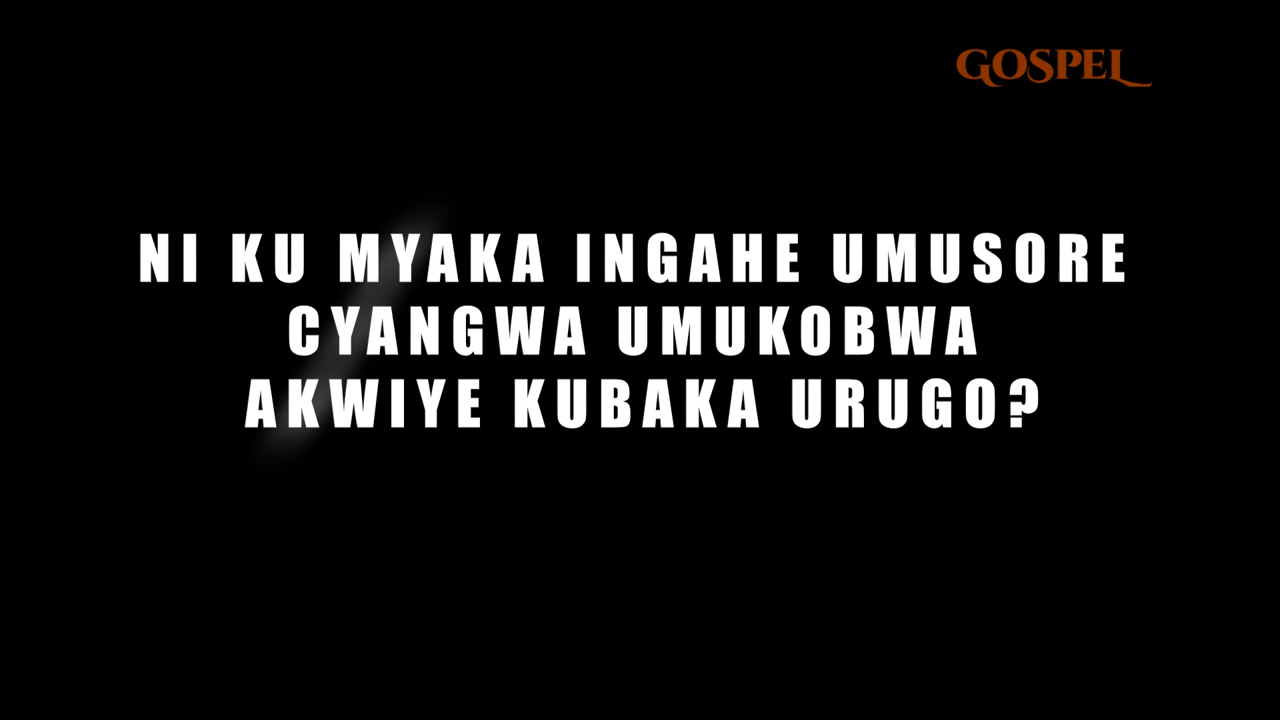 GOSPEL
NI KU MYAKA INGAHE UMUSORE
CYANGWA UMUKOBWA
AKWIYE KUBAKA URUGO?